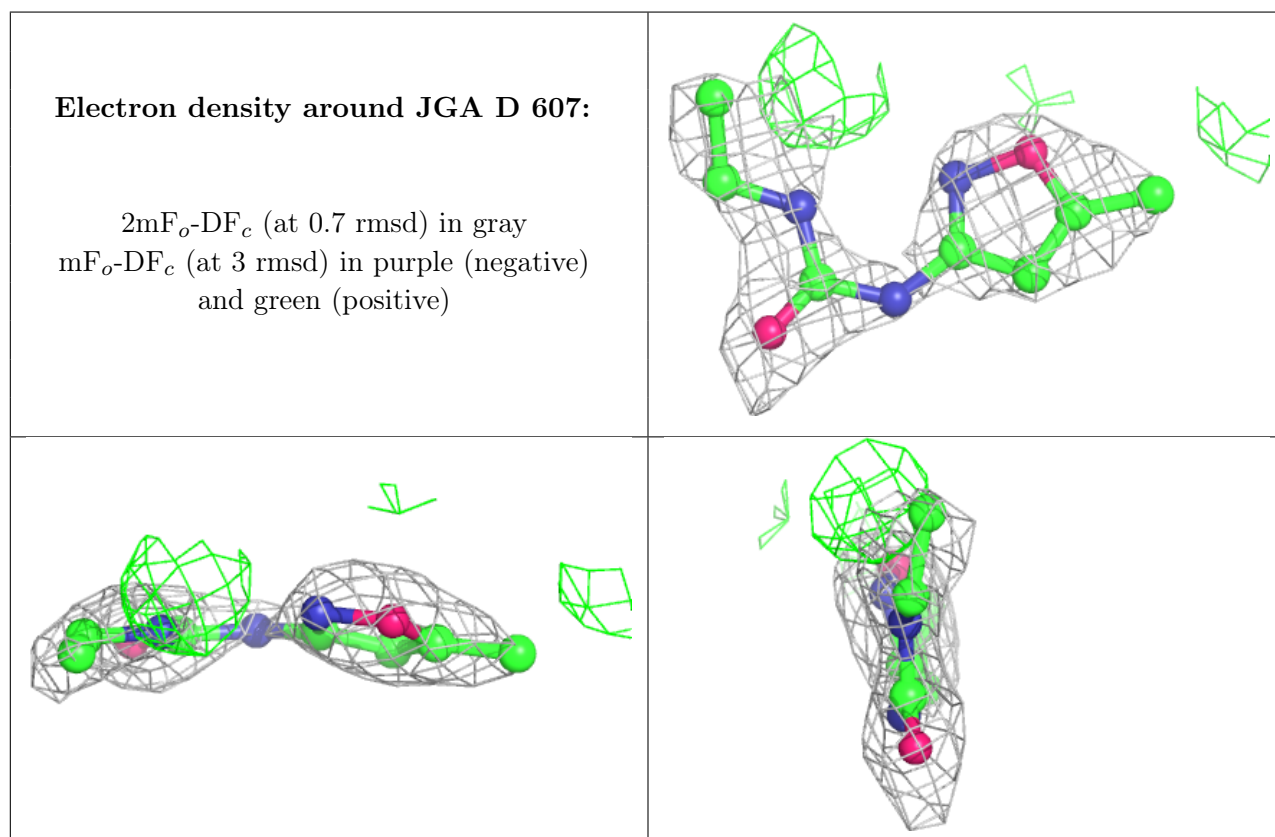 Electron density around JGA D 607:
2mFo-DFc (at 0.7 rmsd) in gray
mFo-DFc (at 3 rmsd) in purple (negative)
and green (positive)